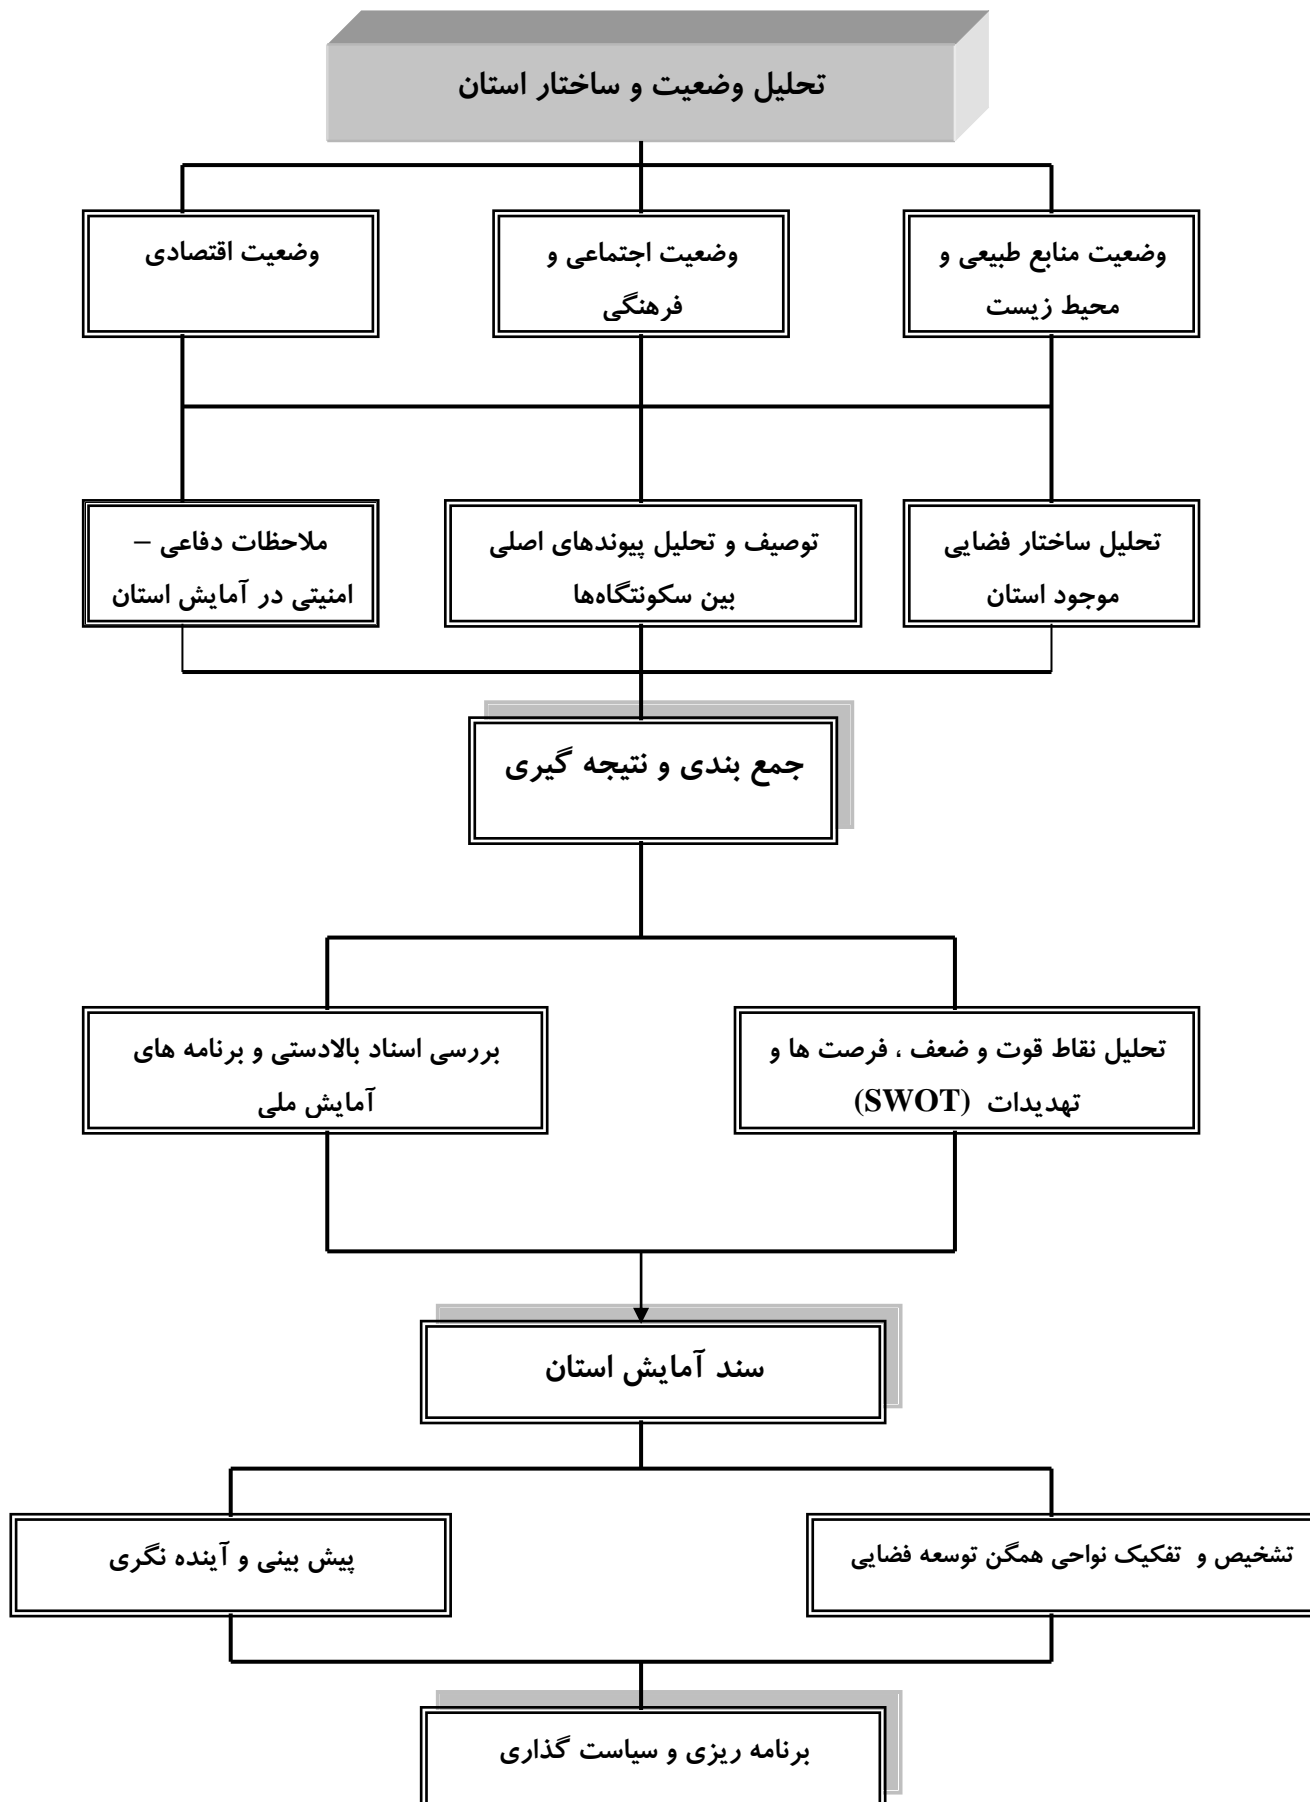 تحلیل وضعیت و ساختار استان
وضعیت منابع طبیعی و
محیط زیست
وضعیت اجتماعی و
فرهنگی
وضعیت اقتصادی
تحلیل ساختار فضایی
موجود استان
توصیف و تحلیل پیوندهای اصلی
بین سکونتگاه‌ها
ملاحظات دفاعی –
امنیتی در آمایش استان
جمع بندی و نتیجه گیری
تحلیل نقاط قوت و ضعف ، فرصت ها و
تهدیدات (SWOT)
بررسی اسناد بالادستی و برنامه های
آمایش ملی
سند آمایش استان
تشخیص و تفکیک نواحی همگن توسعه فضایی
پیش بینی و آینده نگری
برنامه ریزی و سیاست گذاری